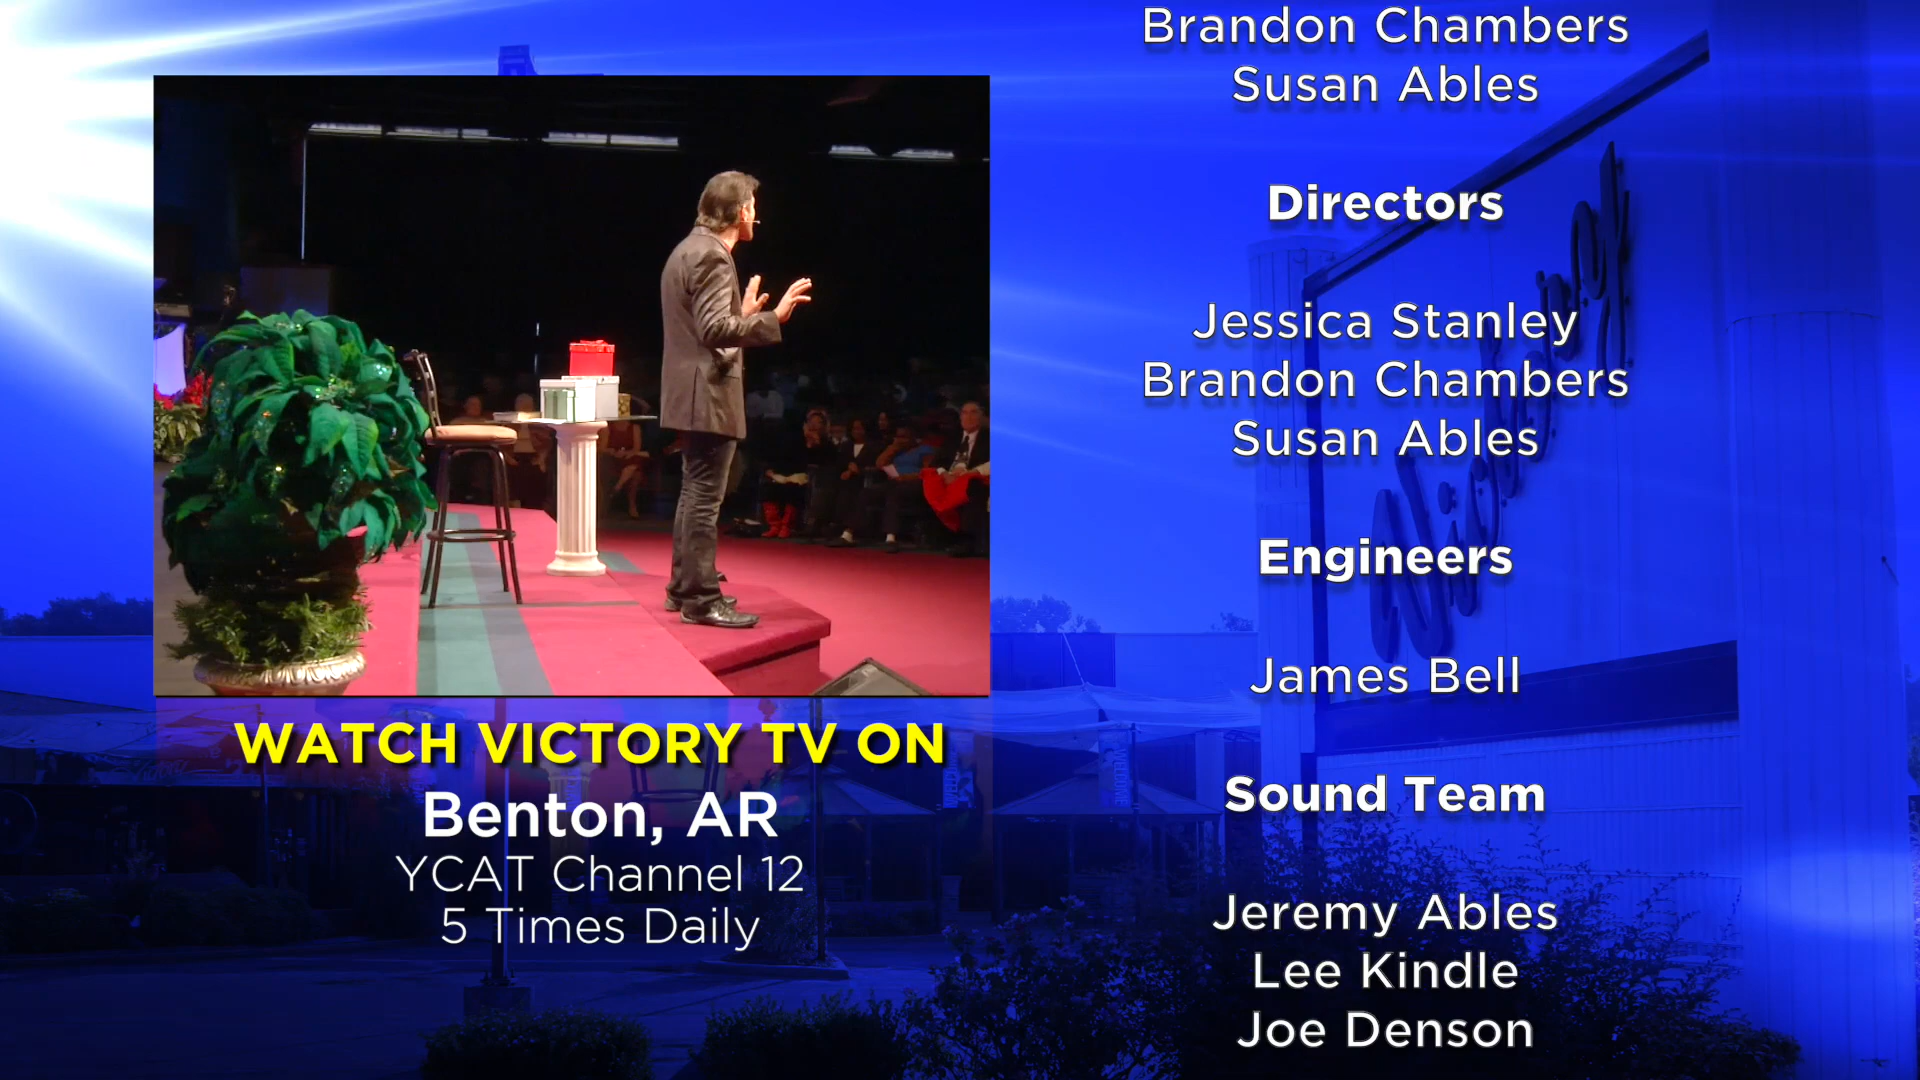 WATCH VICTORY TV ON
Benton, AR
YCAT Channel 12
5 Times Daily
Brandon Chambers
Susan Ables
Directors
Jessica Stanley
Brandon Chambers
Susan Ables
Engineers
James Bell
Sound Team
Jeremy Ables
Lee Kindle
Joe Denson
Victory